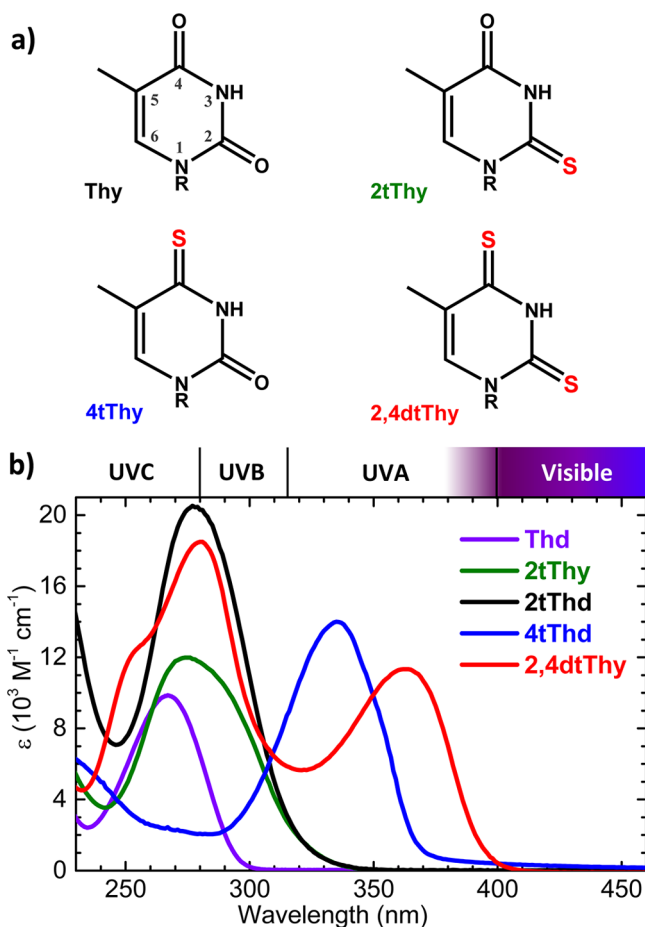 a)
O
4
5
NH
3
6
1
2
N
O
R
Thy
O
NH
N
S
R
2tThy
S
NH
N
O
R
4tThy
S
NH
N
S
R
2,4dtThy
b)
UVC UVB UVA Visible
20
16
12
8
4
0
ε (10³ M⁻¹ cm⁻¹)
Thd
2tThy
2tThd
4tThd
2,4dtThy
250 300 350 400 450
Wavelength (nm)